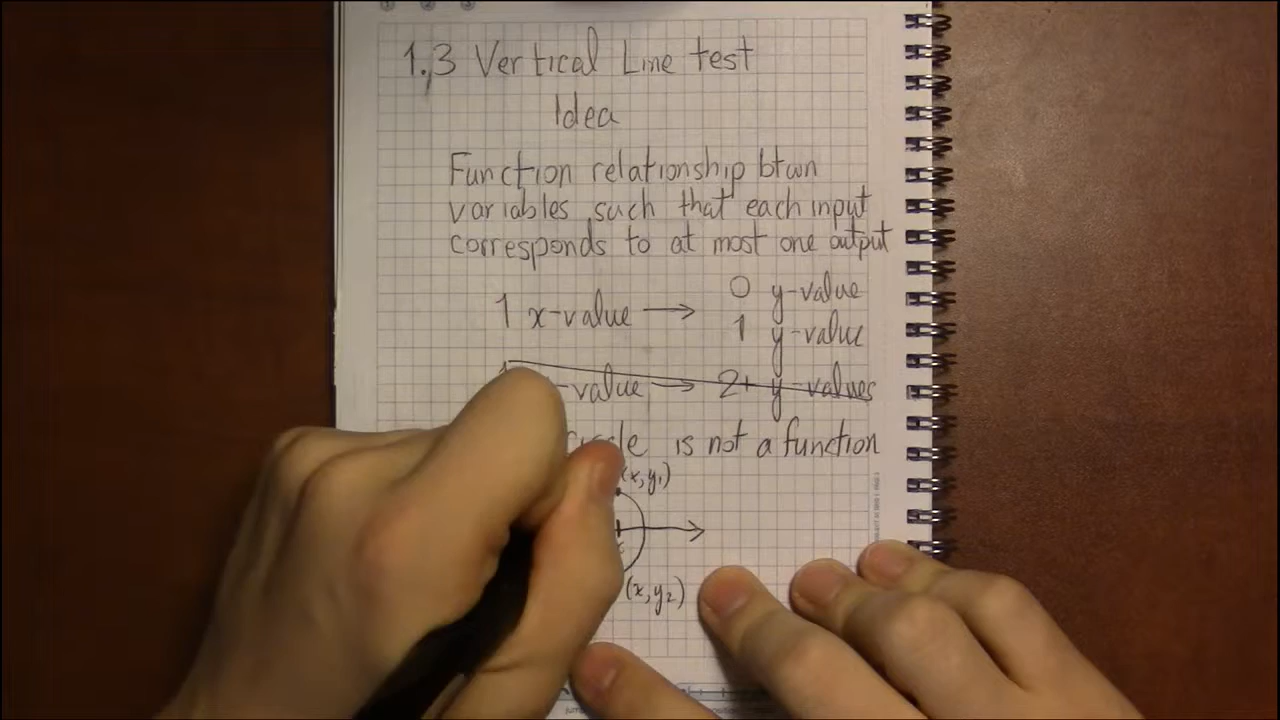 1.3 Vertical Line test
Idea
Function relationship btwn
variables such that each input
corresponds to at most one output
1 x-value → 0 y-value
1 y-value
-value → 2+ y-values
circle is not a function
(x,y₁)
(x,y₂)